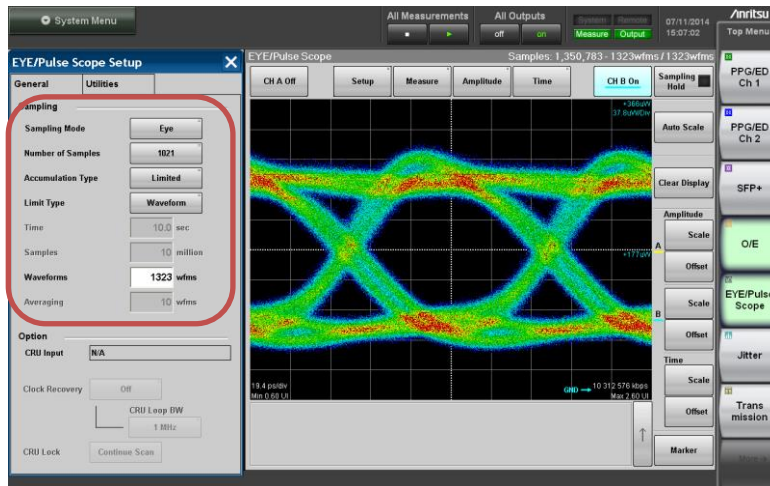 System Menu
All Measurements
All Outputs
off
on
System
Remote
Measure
Output
07/11/2014
15:07:02
Anritsu
Top Menu
EYE/Pulse Scope Setup
X
General
Utilities
Sampling
Sampling Mode
Eye
Number of Samples
1021
Accumulation Type
Limited
Limit Type
Waveform
Time
10.0 sec
Samples
10 million
Waveforms
1323 wfms
Averaging
10 wfms
Option
CRU Input
N/A
Clock Recovery
Off
CRU Loop BW
1 MHz
CRU Lock
Continue Scan
EYE/Pulse Scope
Samples: 1,350,783 - 1323wfms / 1323wfms
CH A Off
Setup
Measure
Amplitude
Time
CH B On
Sampling
Hold
+366uW
37.8uW/Div
+177uW
19.4 ps/div
Min 0.68 UI
GND
10 312 576 kbps
Max 2.60 UI
Auto Scale
Clear Display
Amplitude
A
Scale
Offset
B
Scale
Offset
Time
Scale
Offset
Marker
PPG/ED
Ch 1
PPG/ED
Ch 2
SFP+
O/E
EYE/Pulse
Scope
Jitter
Trans
mission